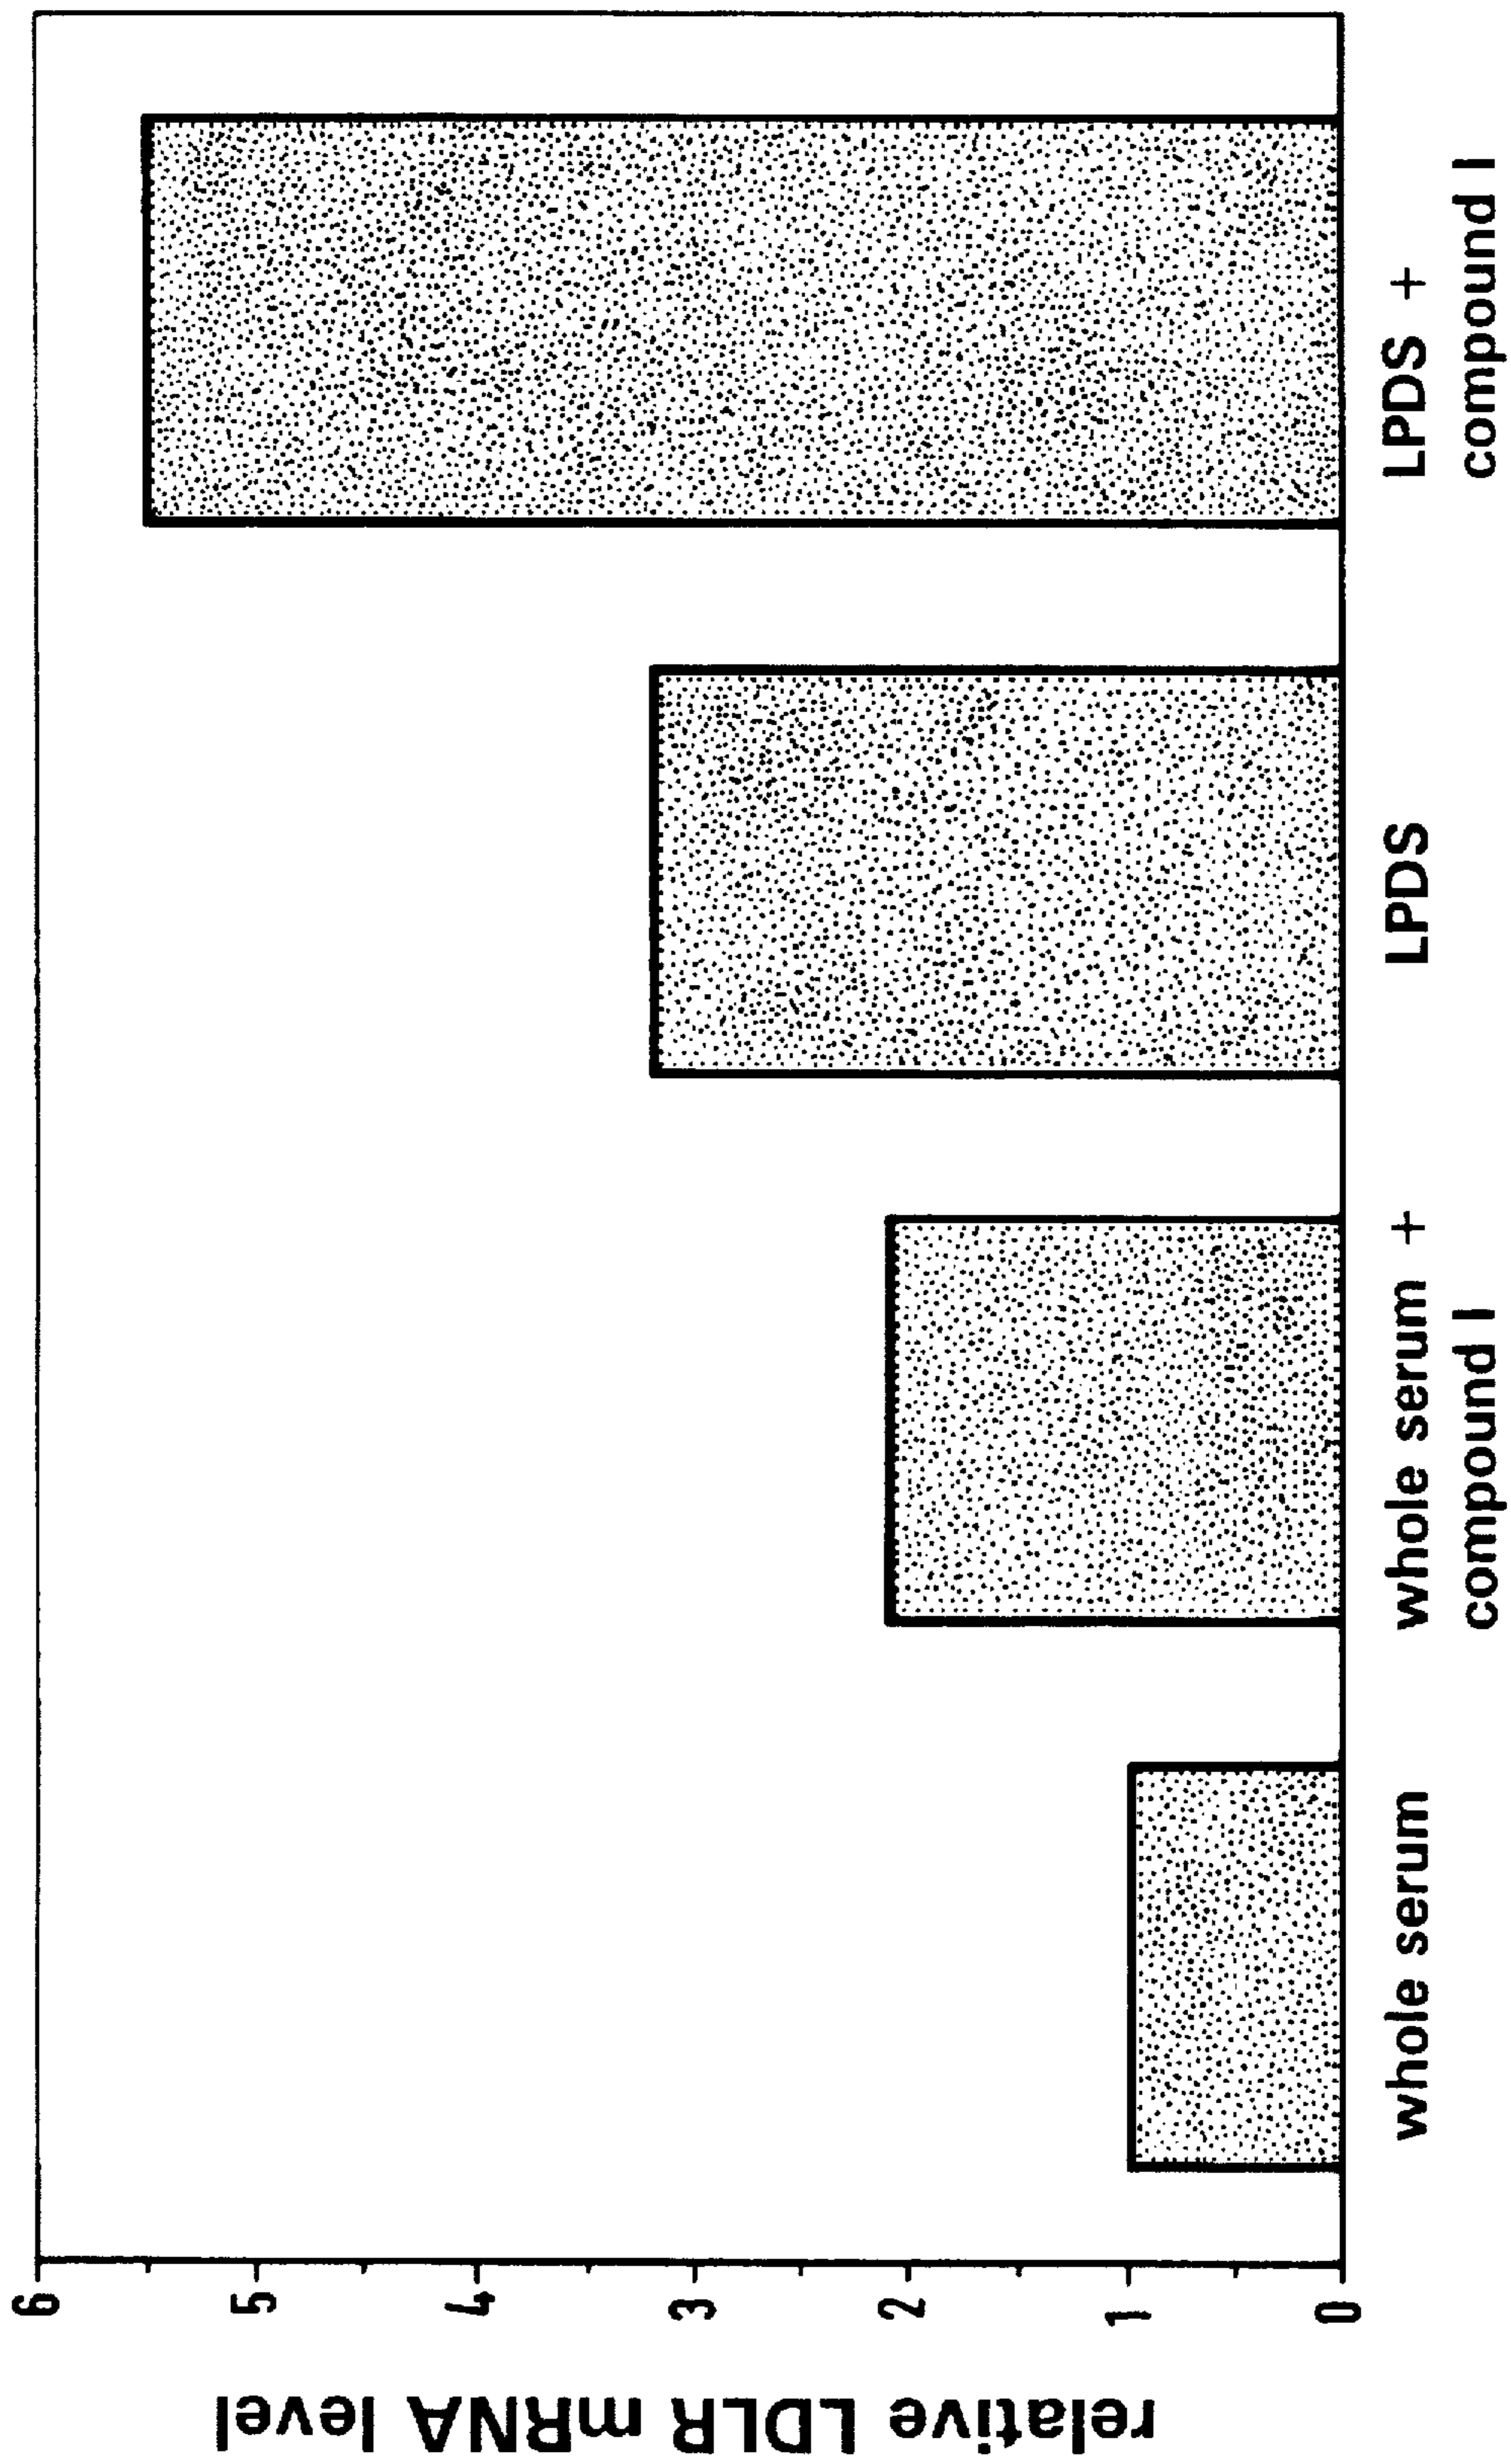 relative LDLR mRNA level
6
5
4
3
2
1
0
whole serum
whole serum +
compound I
LPDS
LPDS +
compound I